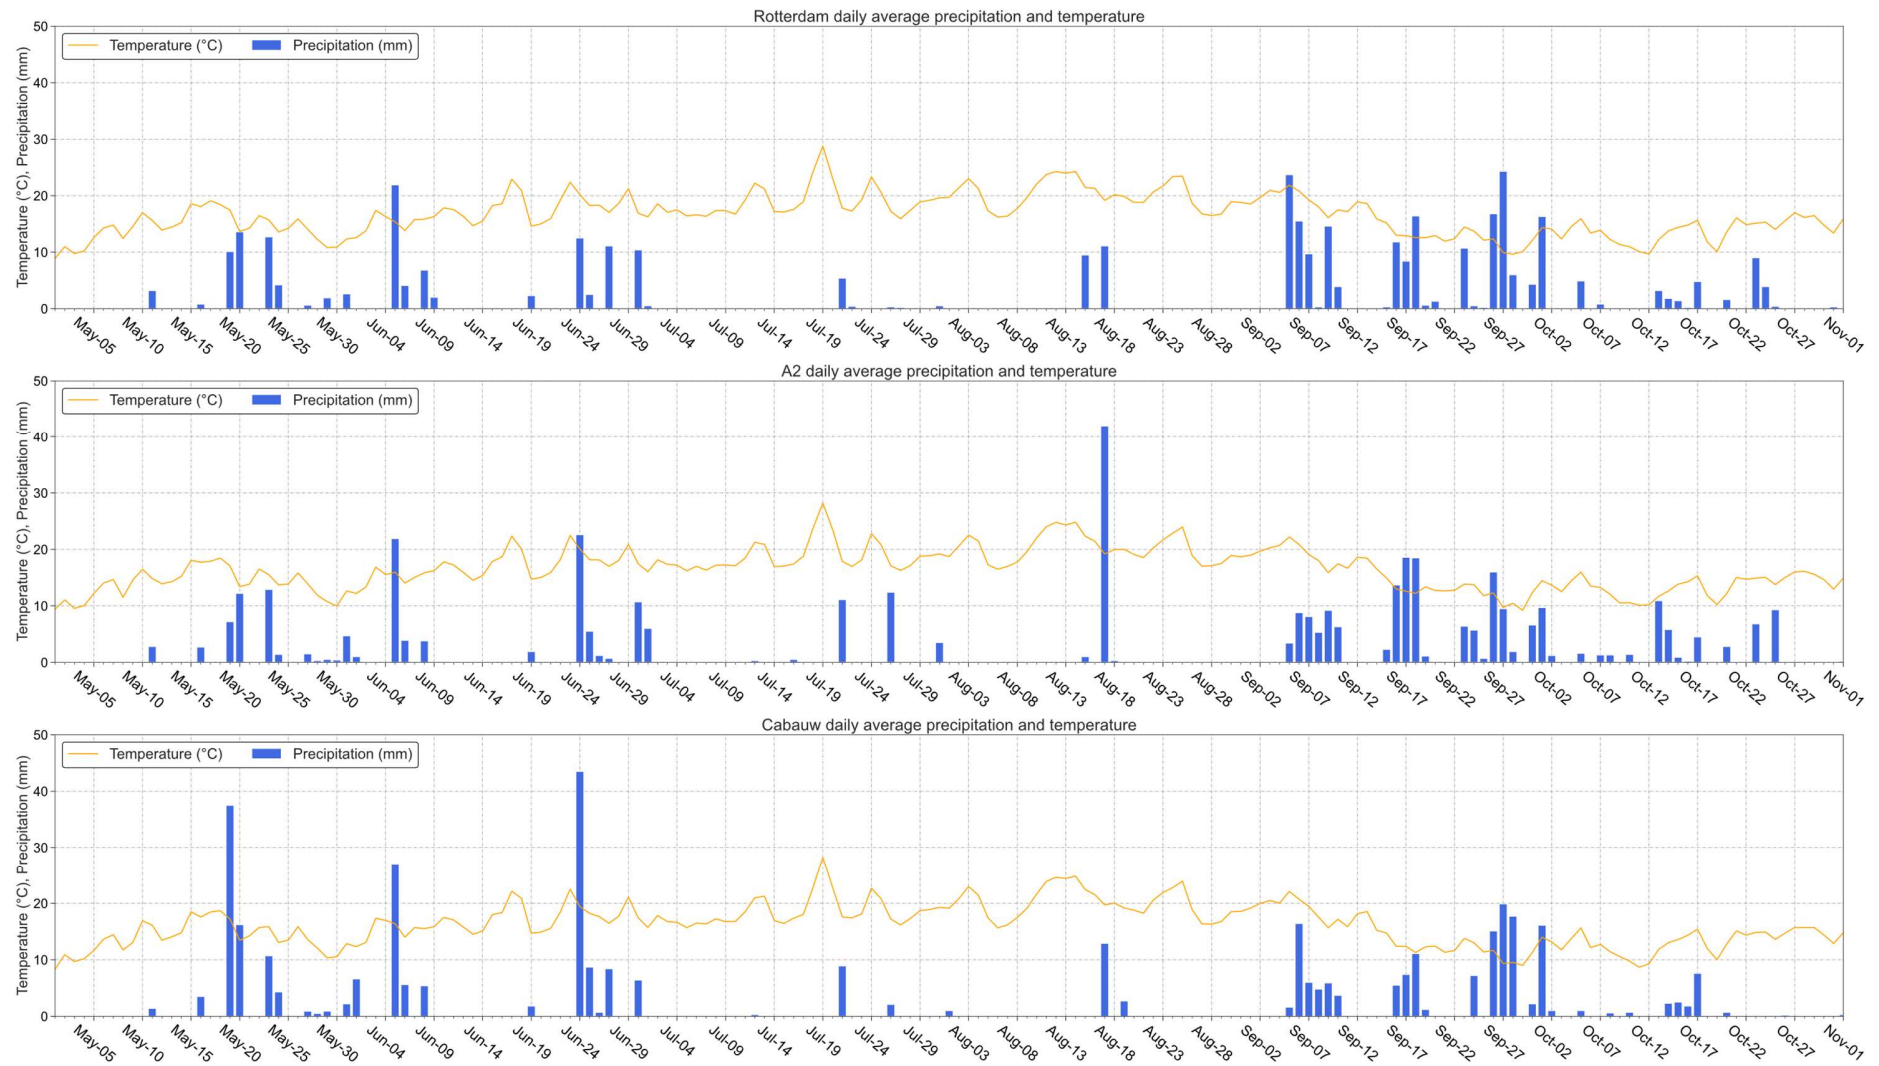 Rotterdam daily average precipitation and temperature
Temperature (°C), Precipitation (mm)
Temperature (°C) Precipitation (mm)
50
40
30
20
10
0
May-05 May-10 May-15 May-20 May-25 May-30 Jun-04 Jun-09 Jun-14 Jun-19 Jun-24 Jun-29 Jul-04 Jul-09 Jul-14 Jul-19 Jul-24 Jul-29 Aug-03 Aug-08 Aug-13 Aug-18 Aug-23 Aug-28 Sep-02 Sep-07 Sep-12 Sep-17 Sep-22 Sep-27 Oct-02 Oct-07 Oct-12 Oct-17 Oct-22 Oct-27 Nov-01
A2 daily average precipitation and temperature
Temperature (°C), Precipitation (mm)
Temperature (°C) Precipitation (mm)
50
40
30
20
10
0
May-05 May-10 May-15 May-20 May-25 May-30 Jun-04 Jun-09 Jun-14 Jun-19 Jun-24 Jun-29 Jul-04 Jul-09 Jul-14 Jul-19 Jul-24 Jul-29 Aug-03 Aug-08 Aug-13 Aug-18 Aug-23 Aug-28 Sep-02 Sep-07 Sep-12 Sep-17 Sep-22 Sep-27 Oct-02 Oct-07 Oct-12 Oct-17 Oct-22 Oct-27 Nov-01
Cabauw daily average precipitation and temperature
Temperature (°C), Precipitation (mm)
Temperature (°C) Precipitation (mm)
50
40
30
20
10
0
May-05 May-10 May-15 May-20 May-25 May-30 Jun-04 Jun-09 Jun-14 Jun-19 Jun-24 Jun-29 Jul-04 Jul-09 Jul-14 Jul-19 Jul-24 Jul-29 Aug-03 Aug-08 Aug-13 Aug-18 Aug-23 Aug-28 Sep-02 Sep-07 Sep-12 Sep-17 Sep-22 Sep-27 Oct-02 Oct-07 Oct-12 Oct-17 Oct-22 Oct-27 Nov-01